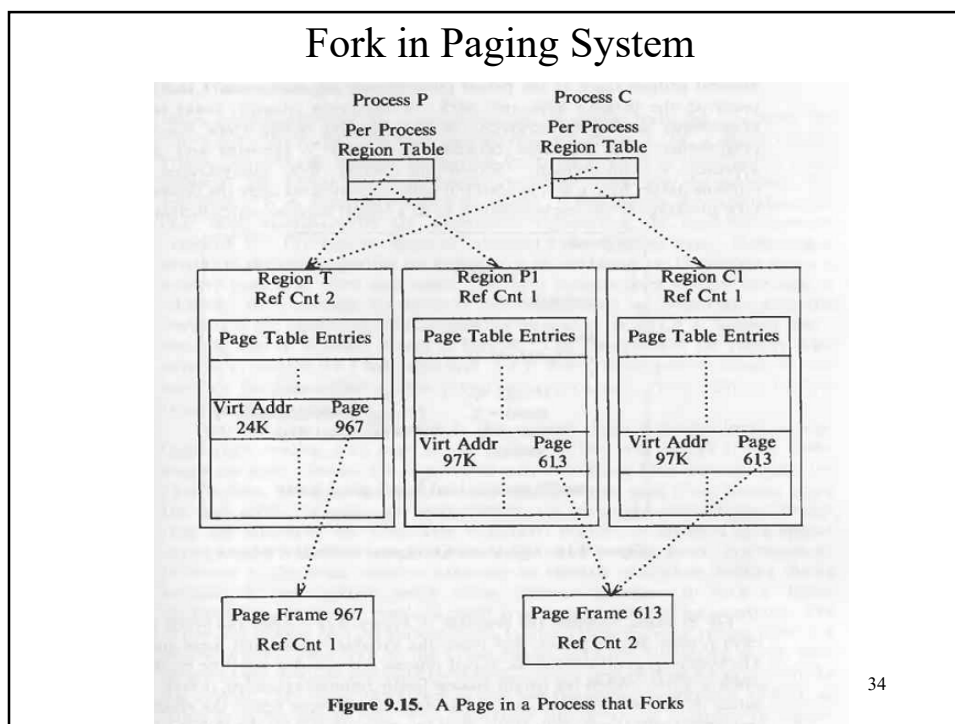 Fork in Paging System
Process P
Process C
Per Process
Region Table
Per Process
Region Table
Region T
Ref Cnt 2
Region P1
Ref Cnt 1
Region C1
Ref Cnt 1
Page Table Entries
Page Table Entries
Page Table Entries
Virt Addr Page
24K 967
Virt Addr Page
97K 613
Virt Addr Page
97K 613
Page Frame 967
Ref Cnt 1
Page Frame 613
Ref Cnt 2
Figure 9.15. A Page in a Process that Forks
34